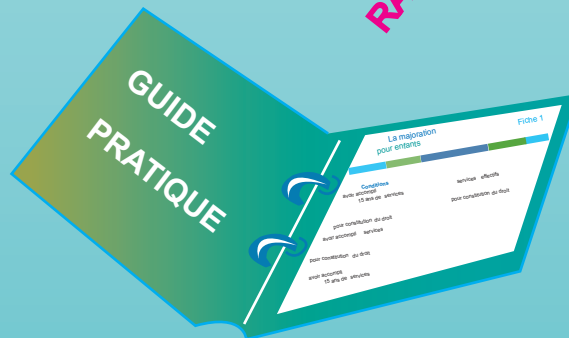 RA
GUIDE
PRATIQUE
La majoration
pour enfants
Fiche 1
Conditions
avoir accompli
15 ans de services
services effectifs
pour constitution du droit
pour constitution du droit
avoir accompli services
pour constitution du droit
avoir accompli
15 ans de services